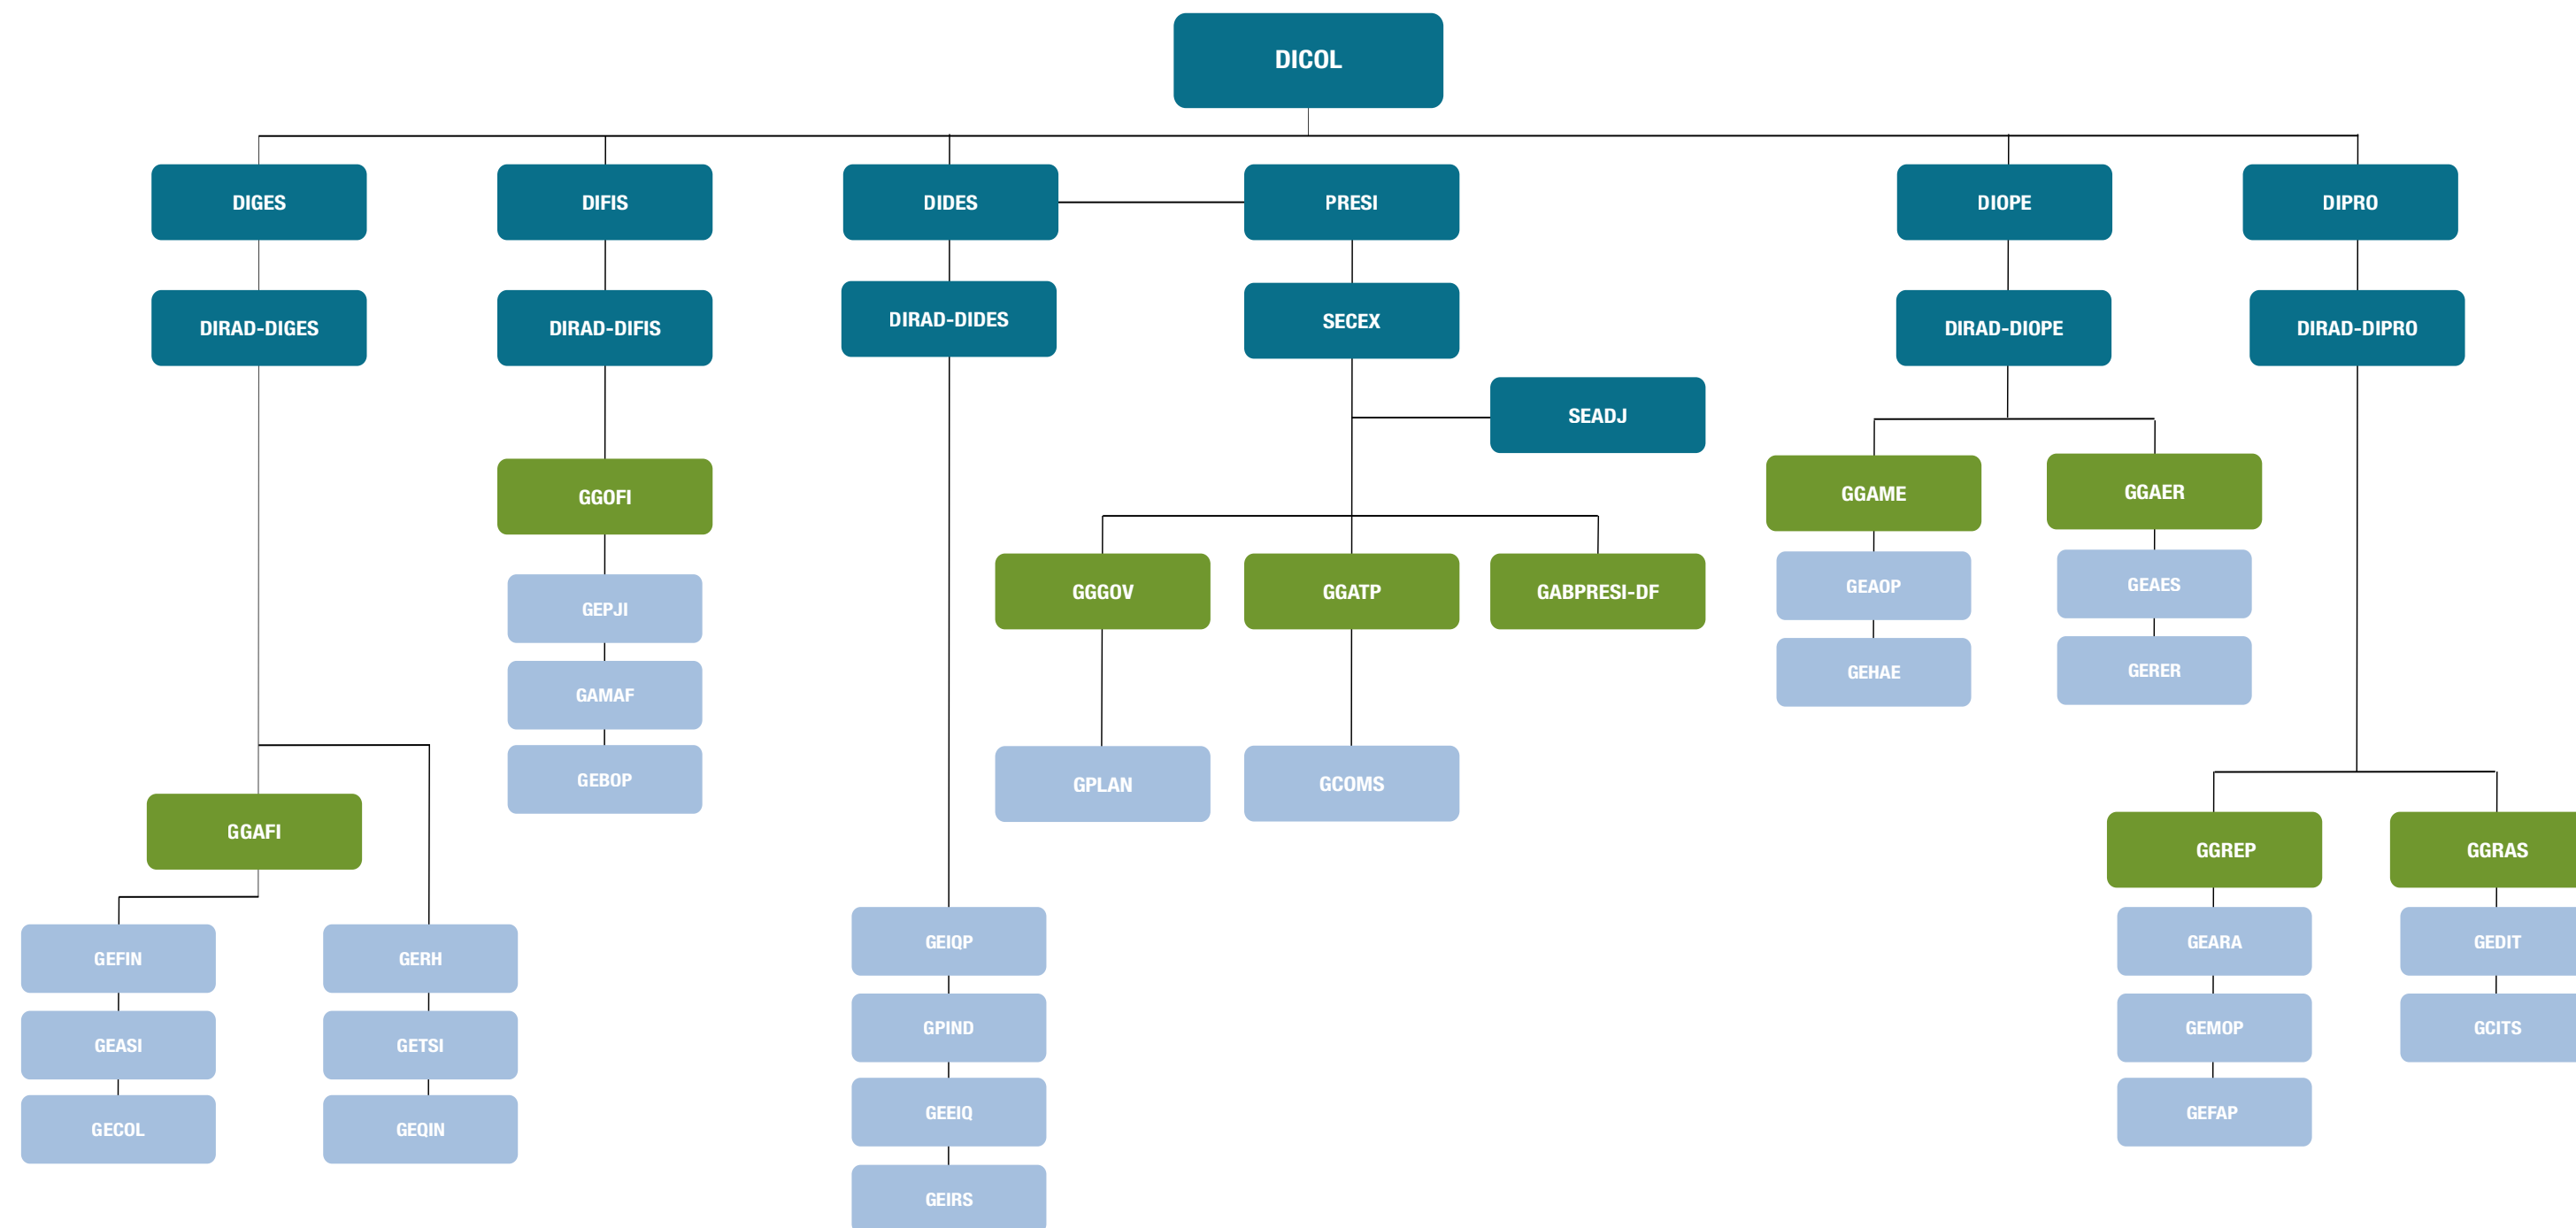 DICOL
DIGES
DIFIS
DIDES
PRESI
DIOPE
DIPRO
DIRAD-DIGES
DIRAD-DIFIS
DIRAD-DIDES
SECEX
DIRAD-DIOPE
DIRAD-DIPRO
SEADJ
GGOFI
GGAME
GGAER
GGGOV
GGATP
GABPRESI-DF
GEPJI
GEAOP
GEAES
GAMAF
GEHAE
GERER
GEBOP
GPLAN
GCOMS
GGAFI
GGREP
GGRAS
GEFIN
GERH
GEIQP
GEARA
GEDIT
GEASI
GETSI
GPIND
GEMOP
GCITS
GECOL
GEQIN
GEEIQ
GEFAP
GEIRS